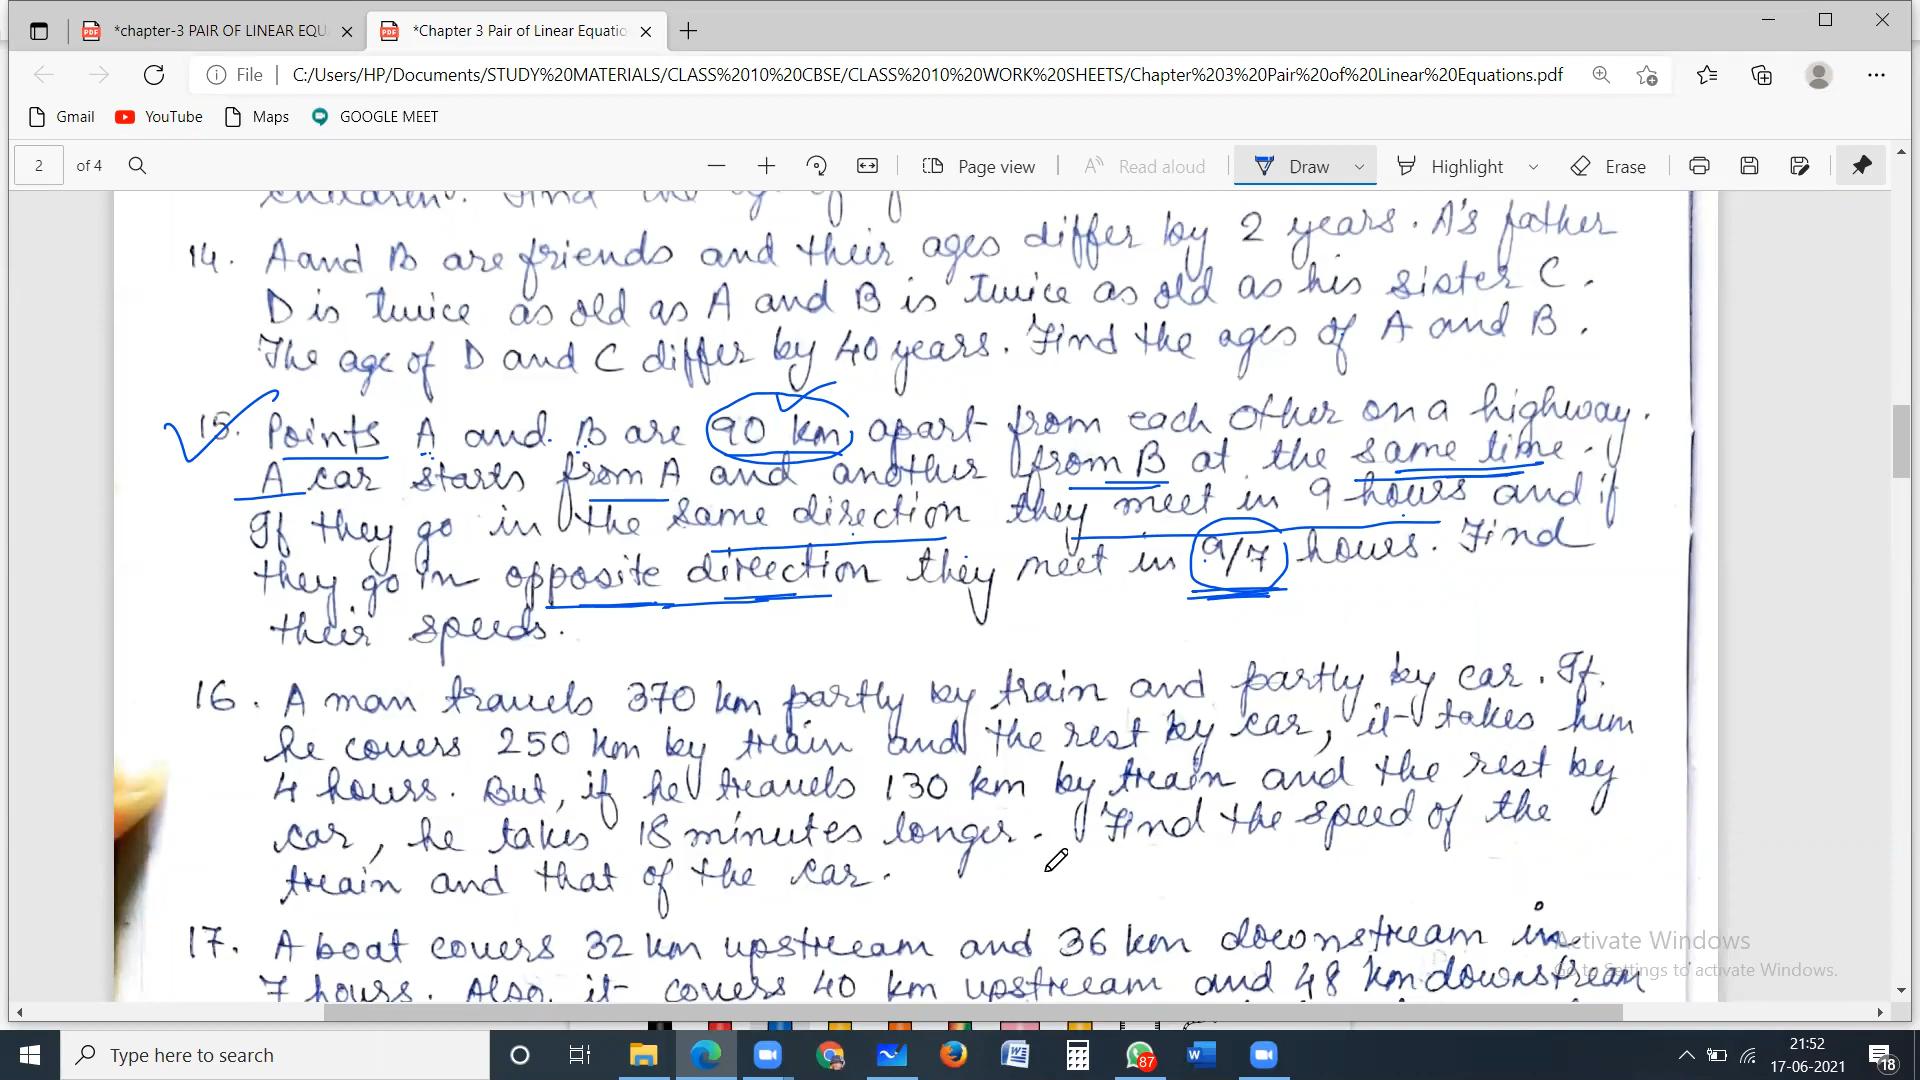 *chapter-3 PAIR OF LINEAR EQU
*Chapter 3 Pair of Linear Equatio
File
C:/Users/HP/Documents/STUDY%20MATERIALS/CLASS%2010%20CBSE/CLASS%2010%20WORK%20SHEETS/Chapter%203%20Pair%20of%20Linear%20Equations.pdf
Gmail YouTube Maps GOOGLE MEET
2 of 4 Page view Read aloud Draw Highlight Erase
children. Find the age of
14. A and B are friends and their ages differ by 2 years. A's father
D is twice as old as A and B is twice as old as his sister C.
The age of D and C differ by 40 years. Find the ages of A and B.
15. Points A and B are 90 km apart from each other on a highway.
A car starts from A and another from B at the same time.
If they go in the same direction they meet in 9 hours and if
they go in opposite direction they meet in 9/7 hours. Find
their speeds.
16. A man travels 370 km partly by train and partly by car. If
he covers 250 km by train and the rest by car, it takes him
4 hours. But, if he travels 130 km by train and the rest by
car, he takes 18 minutes longer. Find the speed of the
train and that of the car.
17. A boat covers 32 km upstream and 36 km downstream in
7 hours. Also, it covers 40 km upstream and 48 km downstream
Activate Windows
Go to Settings to activate Windows.
Type here to search
87
21:52
17-06-2021
18